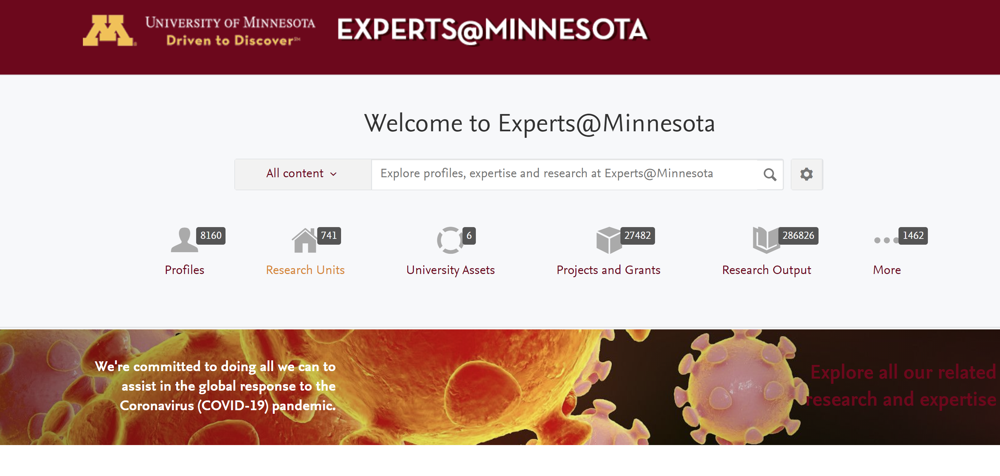 UNIVERSITY OF MINNESOTA
Driven to Discover℠
EXPERTS@MINNESOTA
Welcome to Experts@Minnesota
All content
Explore profiles, expertise and research at Experts@Minnesota
8160
741
6
27482
286826
1462
Profiles
Research Units
University Assets
Projects and Grants
Research Output
More
We're committed to doing all we can to
assist in the global response to the
Coronavirus (COVID-19) pandemic.
Explore all our related
research and expertise